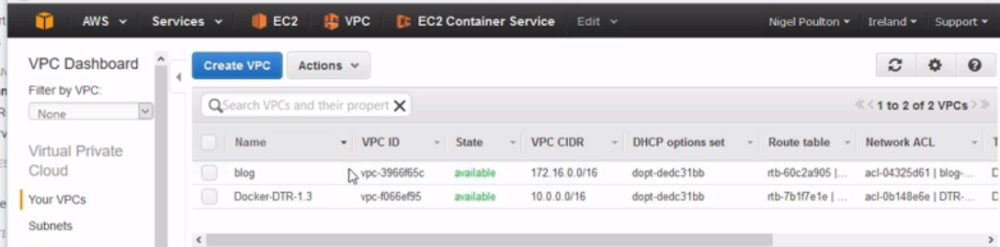 AWS Services EC2 VPC EC2 Container Service Edit Nigel Poulton Ireland Support
VPC Dashboard
Filter by VPC:
None
Virtual Private
Cloud
Your VPCs
Subnets
Create VPC Actions
Search VPCs and their propert
1 to 2 of 2 VPCs
Name VPC ID State VPC CIDR DHCP options set Route table Network ACL
blog vpc-3966f65c available 172.16.0.0/16 dopt-dedc31bb rtb-60c2a905 |... acl-04325d61 | blog-...
Docker-DTR-1.3 vpc-f066ef95 available 10.0.0.0/16 dopt-dedc31bb rtb-7b1f7e1e | ... acl-0b148e6e | DTR-...